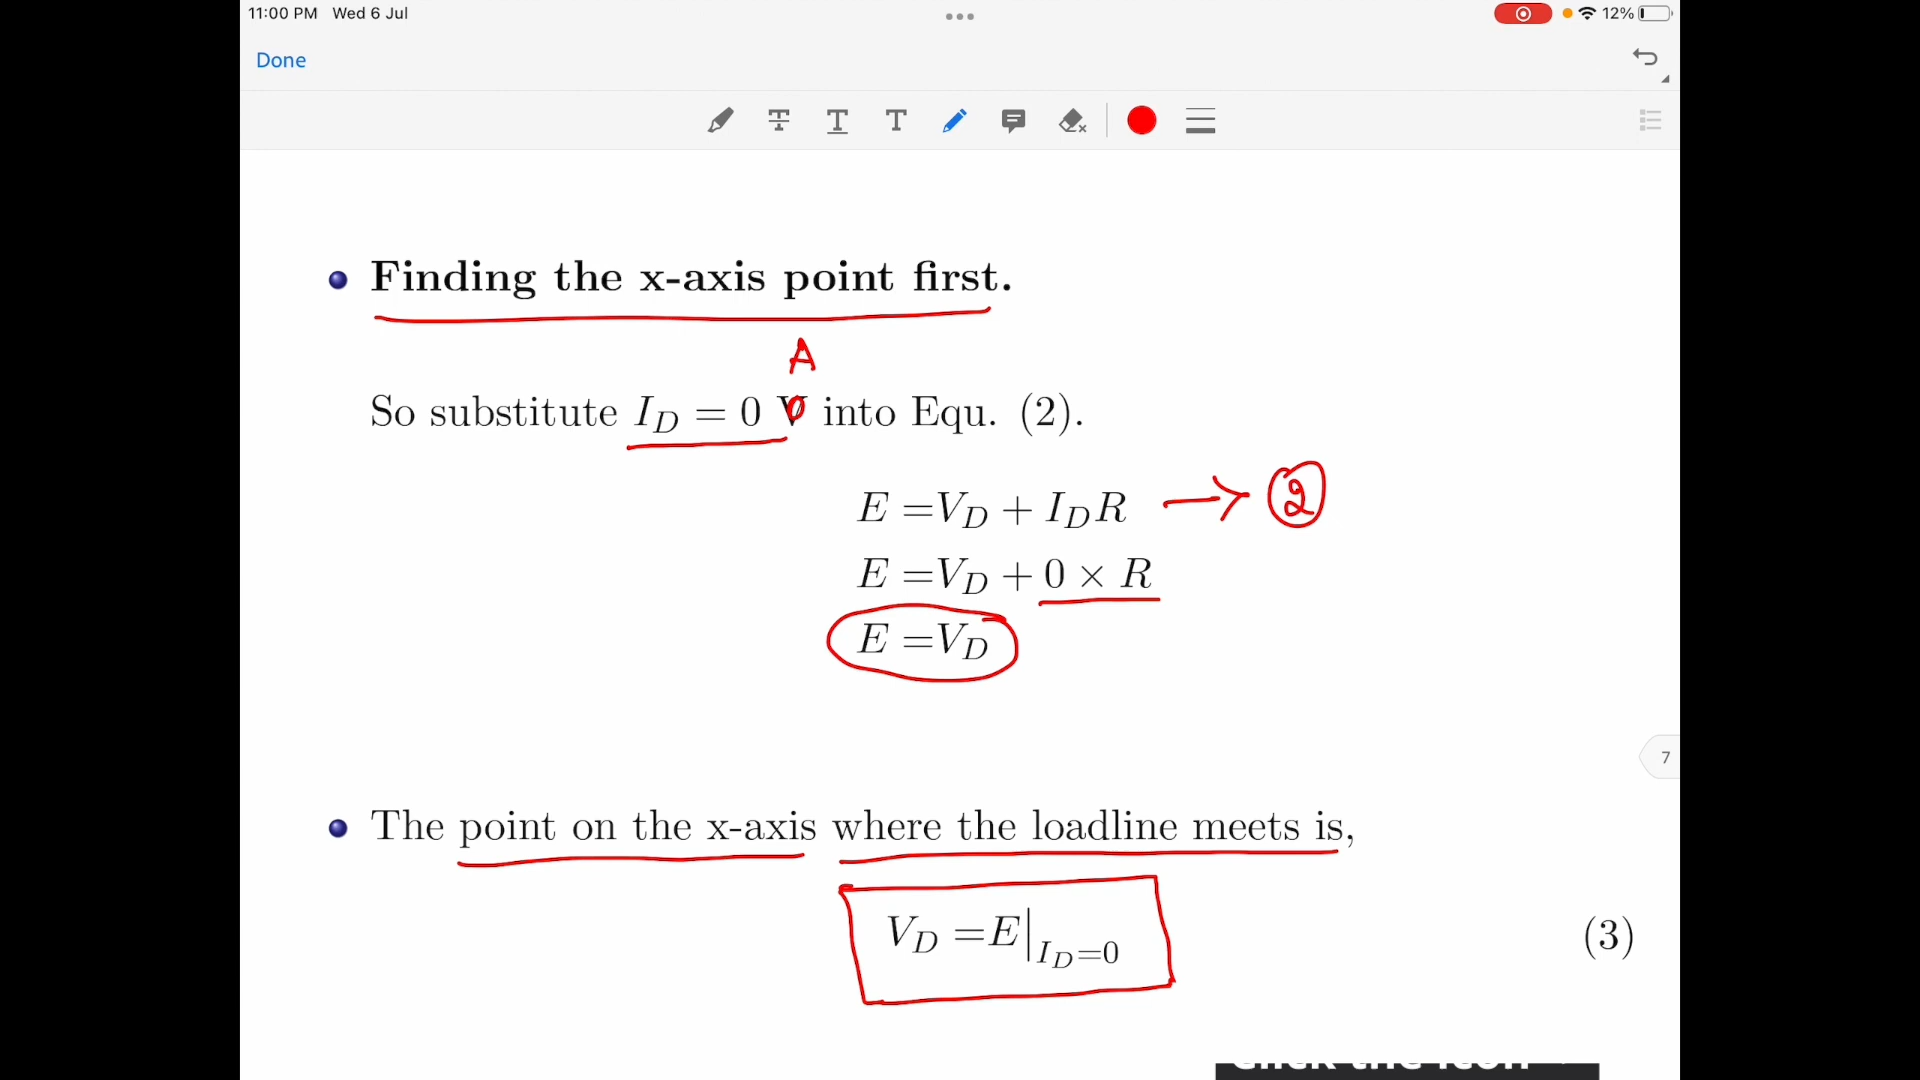 11:00 PM Wed 6 Jul
12%
Done
T T T
Finding the x-axis point first.
A
So substitute I_D = 0 V into Equ. (2).
E =V_D + I_D R → 2
E =V_D + 0 × R
E =V_D
7
The point on the x-axis where the loadline meets is,
V_D =E|_{I_D=0} (3)